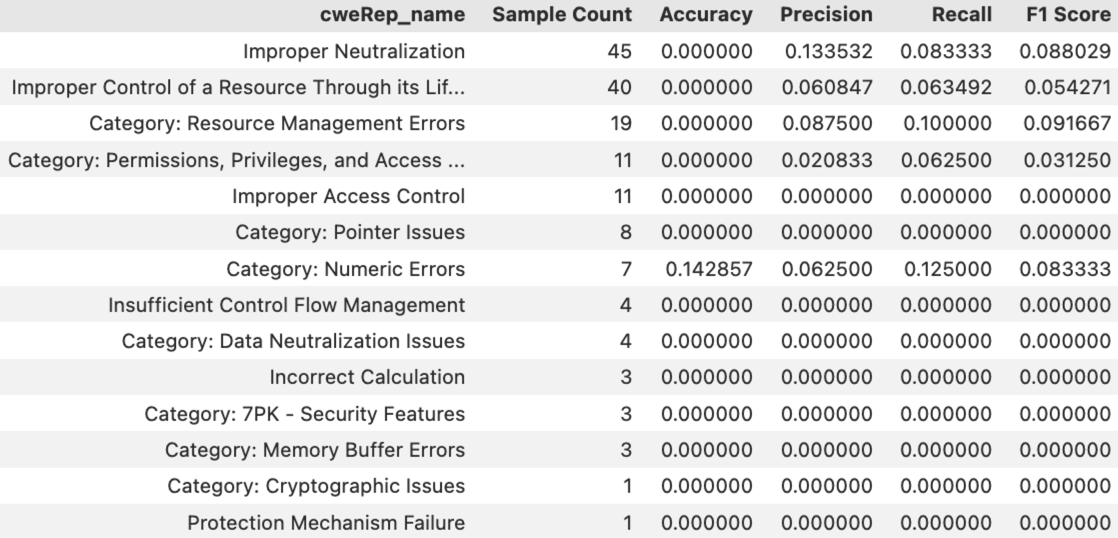 cweRep_name Sample Count Accuracy Precision Recall F1 Score
Improper Neutralization 45 0.000000 0.133532 0.083333 0.088029
Improper Control of a Resource Through its Lif... 40 0.000000 0.060847 0.063492 0.054271
Category: Resource Management Errors 19 0.000000 0.087500 0.100000 0.091667
Category: Permissions, Privileges, and Access ... 11 0.000000 0.020833 0.062500 0.031250
Improper Access Control 11 0.000000 0.000000 0.000000 0.000000
Category: Pointer Issues 8 0.000000 0.000000 0.000000 0.000000
Category: Numeric Errors 7 0.142857 0.062500 0.125000 0.083333
Insufficient Control Flow Management 4 0.000000 0.000000 0.000000 0.000000
Category: Data Neutralization Issues 4 0.000000 0.000000 0.000000 0.000000
Incorrect Calculation 3 0.000000 0.000000 0.000000 0.000000
Category: 7PK - Security Features 3 0.000000 0.000000 0.000000 0.000000
Category: Memory Buffer Errors 3 0.000000 0.000000 0.000000 0.000000
Category: Cryptographic Issues 1 0.000000 0.000000 0.000000 0.000000
Protection Mechanism Failure 1 0.000000 0.000000 0.000000 0.000000